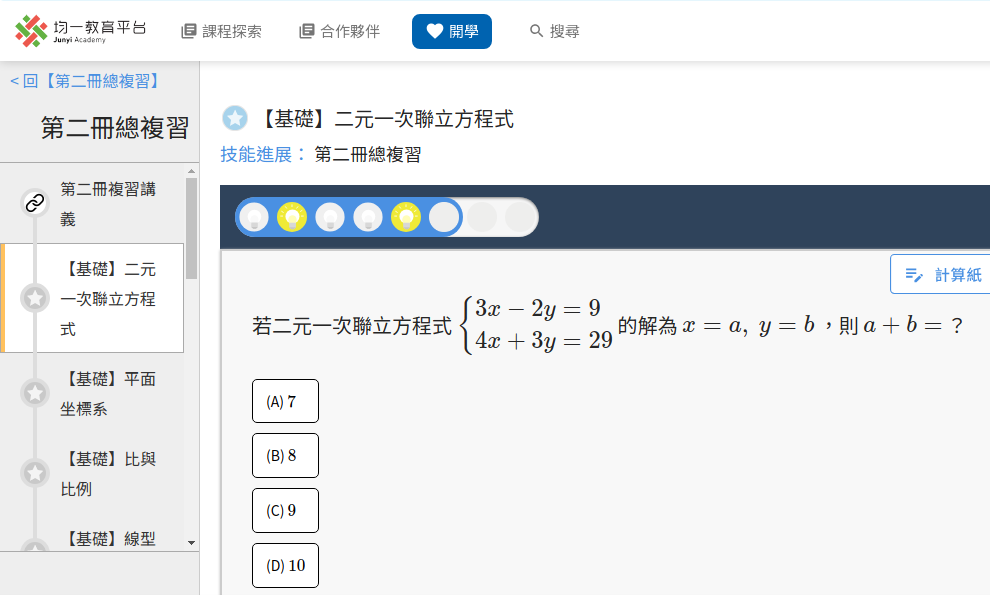 均一教育平台
Junyi Academy
課程探索
合作夥伴
開學
搜尋
< 回【第二冊總複習】
第二冊總複習
第二冊複習講
義
【基礎】二元
一次聯立方程
式
【基礎】平面
坐標系
【基礎】比與
比例
【基礎】線型
【基礎】二元一次聯立方程式
技能進展： 第二冊總複習
計算紙
若二元一次聯立方程式 { 3x − 2y = 9
4x + 3y = 29 的解為 x = a, y = b ，則 a + b = ？
(A) 7
(B) 8
(C) 9
(D) 10